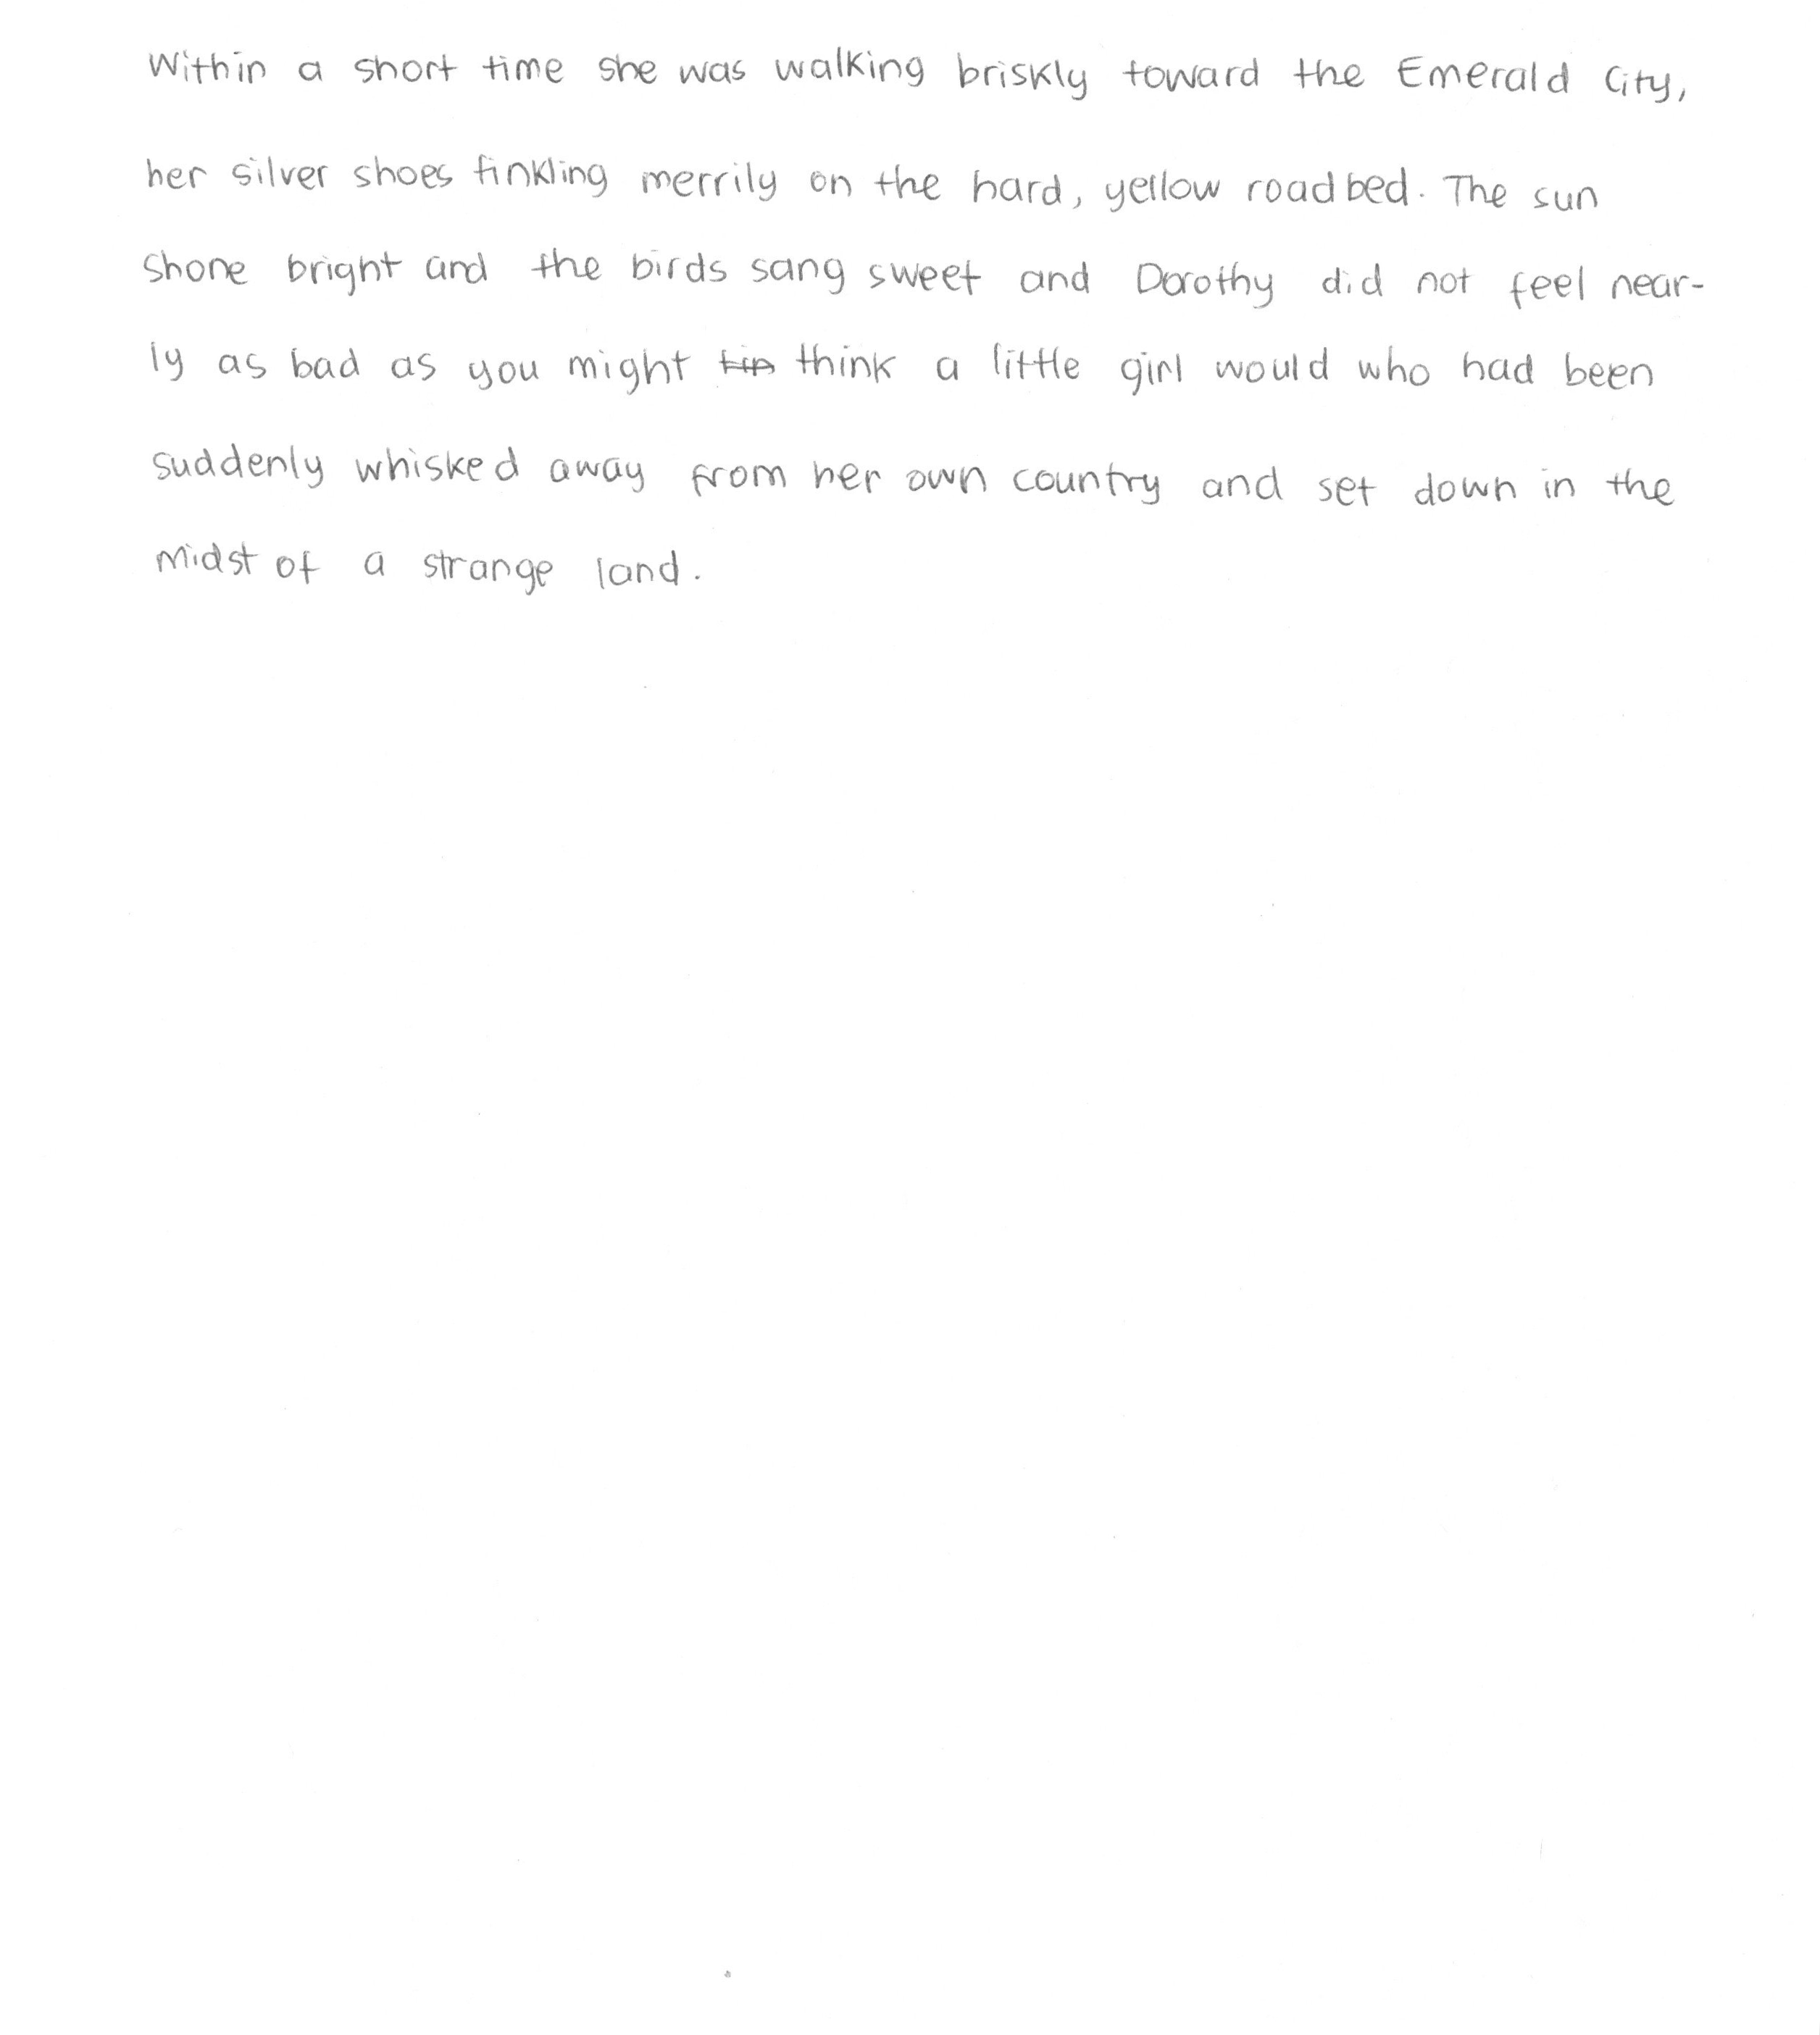 Within a short time she was walking briskly toward the Emerald City,
her silver shoes tinkling merrily on the hard, yellow roadbed. The sun
shone bright and the birds sang sweet and Dorothy did not feel near-
ly as bad as you might think a little girl would who had been
suddenly whisked away from her own country and set down in the
midst of a strange land.